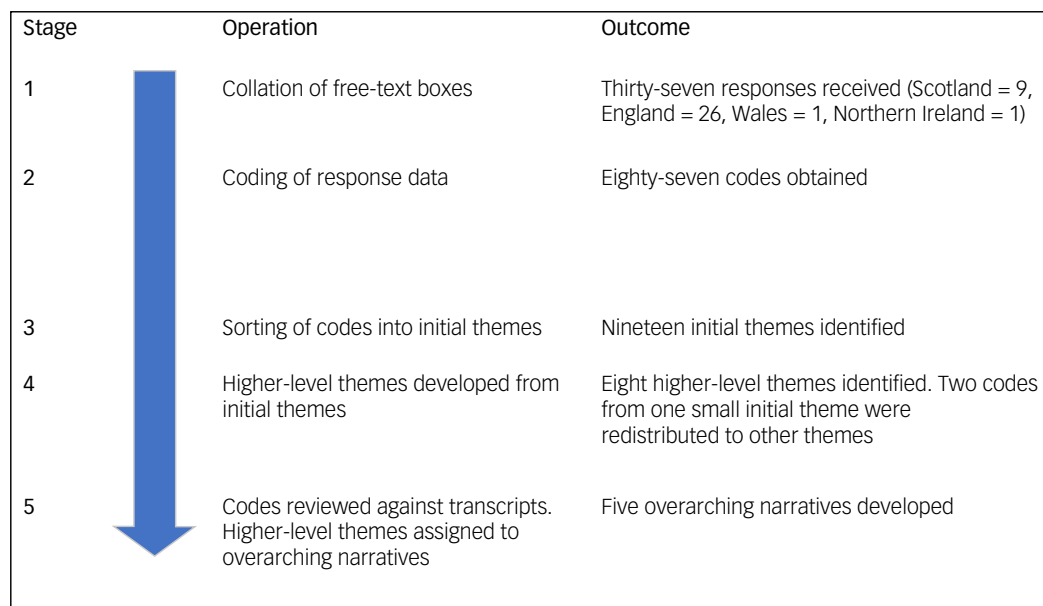 Stage Operation Outcome
1 Collation of free-text boxes Thirty-seven responses received (Scotland = 9,
England = 26, Wales = 1, Northern Ireland = 1)
2 Coding of response data Eighty-seven codes obtained
3 Sorting of codes into initial themes Nineteen initial themes identified
4 Higher-level themes developed from Eight higher-level themes identified. Two codes
initial themes from one small initial theme were
redistributed to other themes
5 Codes reviewed against transcripts. Five overarching narratives developed
Higher-level themes assigned to
overarching narratives